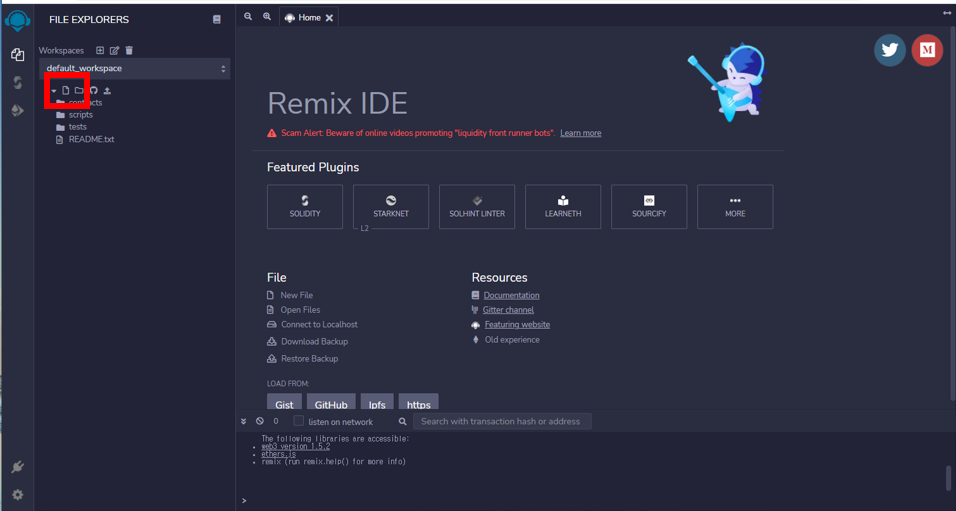 FILE EXPLORERS
Workspaces
default_workspace
contracts
scripts
tests
README.txt
Home
Remix IDE
Scam Alert: Beware of online videos promoting "liquidity front runner bots". Learn more
Featured Plugins
SOLIDITY
STARKNET
L2
SOLHINT LINTER
LEARNETH
SOURCIFY
MORE
File
New File
Open Files
Connect to Localhost
Download Backup
Restore Backup
LOAD FROM:
Gist GitHub Ipfs https
Resources
Documentation
Gitter channel
Featuring website
Old experience
0 listen on network Search with transaction hash or address
The following libraries are accessible:
• web3 version 1.5.2
• ethers.js
• remix (run remix.help() for more info)
>